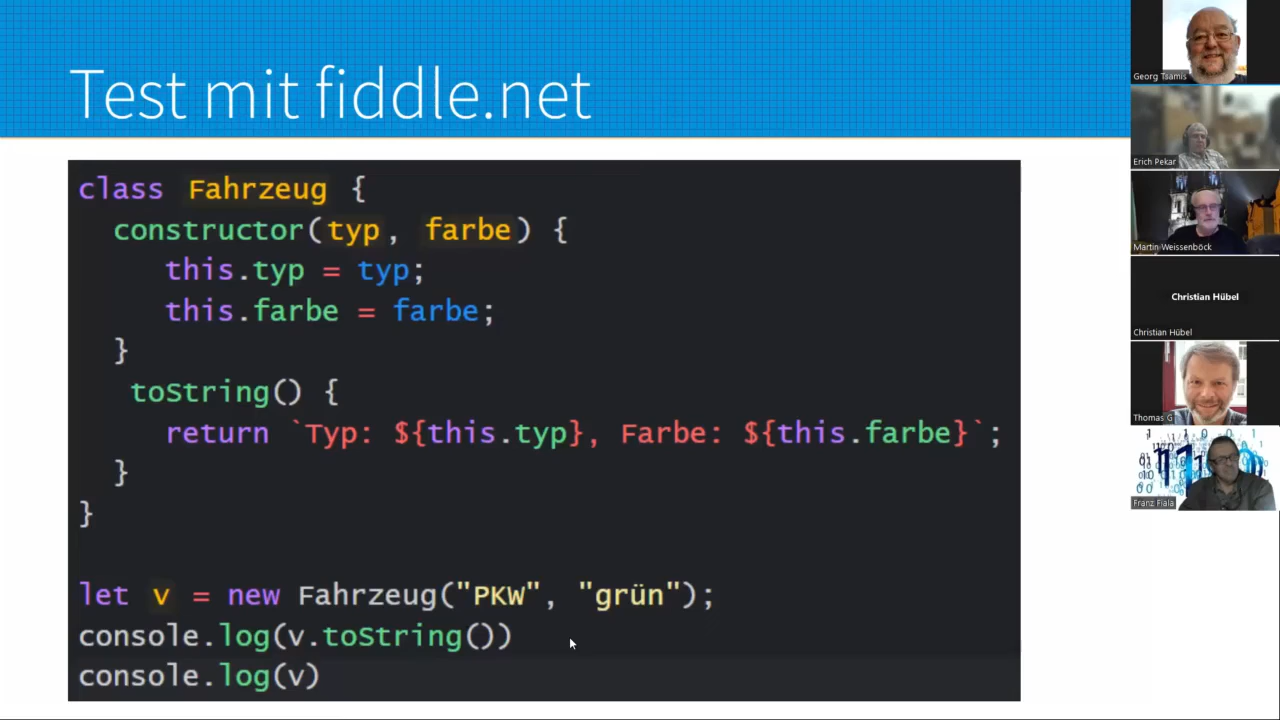 Test mit fiddle.net
class Fahrzeug {
  constructor(typ, farbe) {
     this.typ = typ;
     this.farbe = farbe;
  }
   toString() {
     return `Typ: ${this.typ}, Farbe: ${this.farbe}`;
  }
}
let v = new Fahrzeug("PKW", "grün");
console.log(v.toString())
console.log(v)
Georg Tsamis
Erich Pekar
Martin Weissenböck
Christian Hübel
Christian Hübel
Thomas G
Franz Fiala